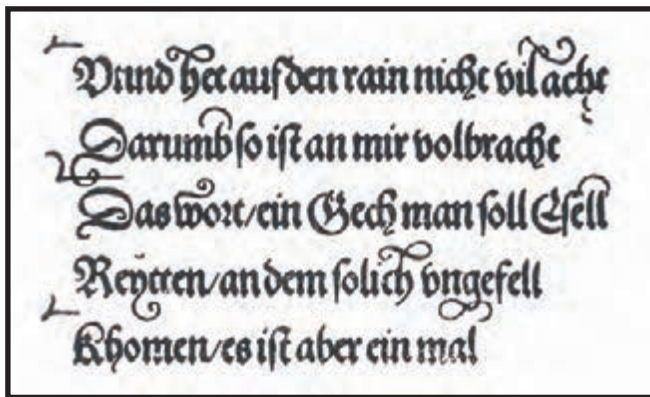 Vnnd het auf den rain nicht vil acht
Darumb so ist an mir volbracht
Das wort/ ein Gech man soll Esell
Reytten/ an dem solich vngefell
Khomen/ es ist aber ein mal